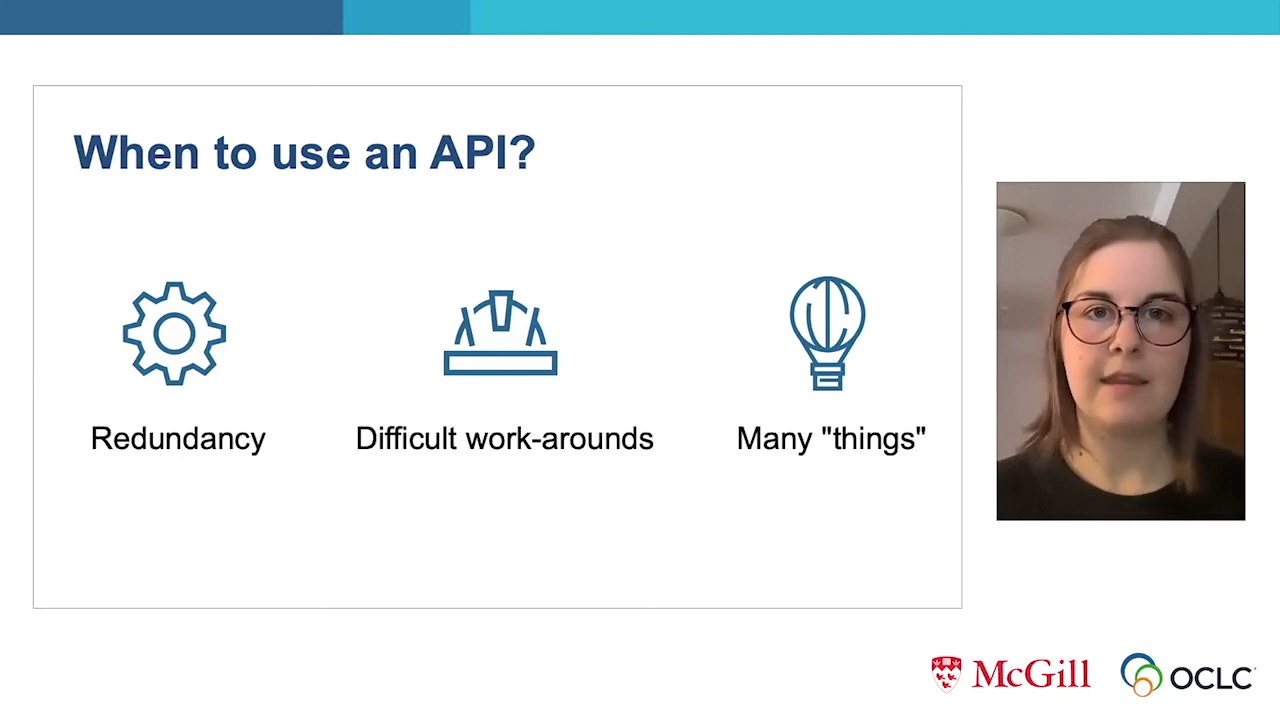 When to use an API?
Redundancy
Difficult work-arounds
Many "things"
McGill
OCLC